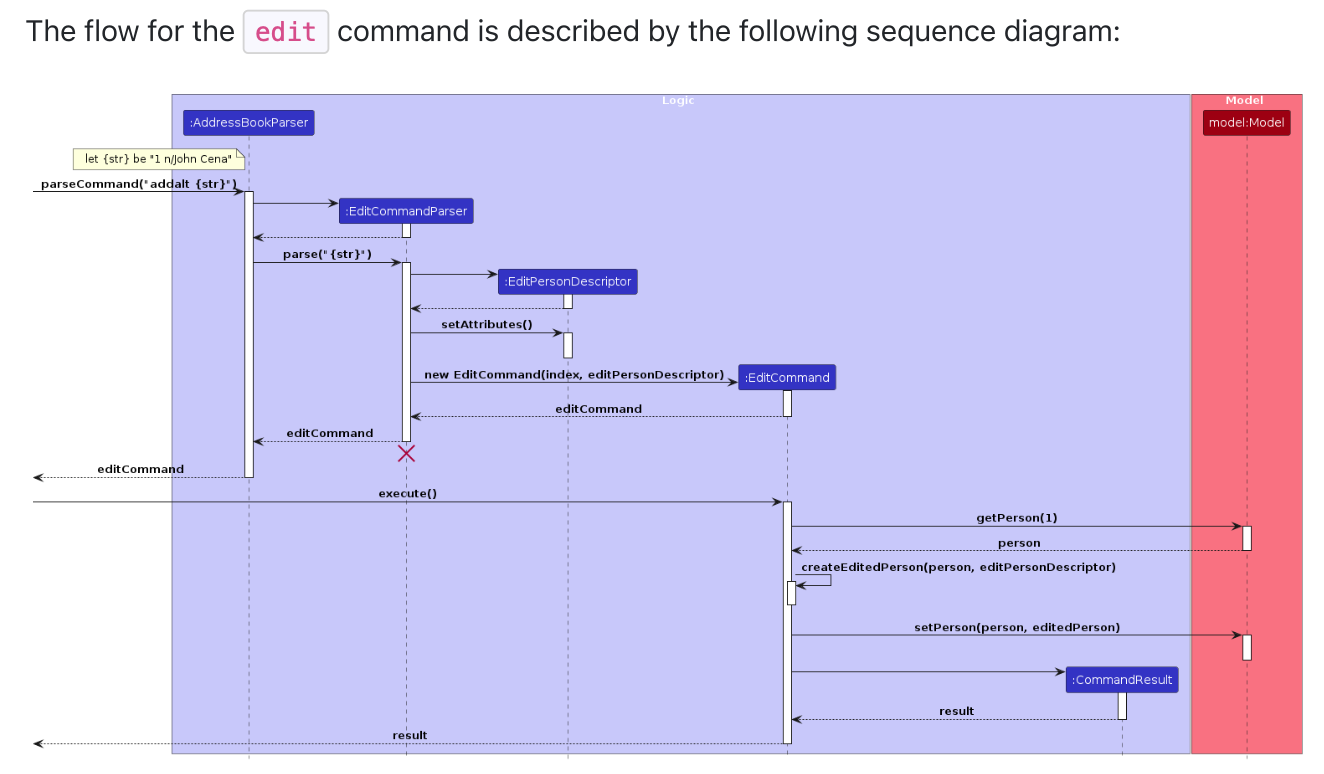 The flow for the edit command is described by the following sequence diagram:
Logic
Model
:AddressBookParser
model:Model
let {str} be "1 n/John Cena"
parseCommand("addalt {str}")
:EditCommandParser
parse("{str}")
:EditPersonDescriptor
setAttributes()
new EditCommand(index, editPersonDescriptor)
:EditCommand
editCommand
editCommand
editCommand
execute()
getPerson(1)
person
createEditedPerson(person, editPersonDescriptor)
setPerson(person, editedPerson)
:CommandResult
result
result